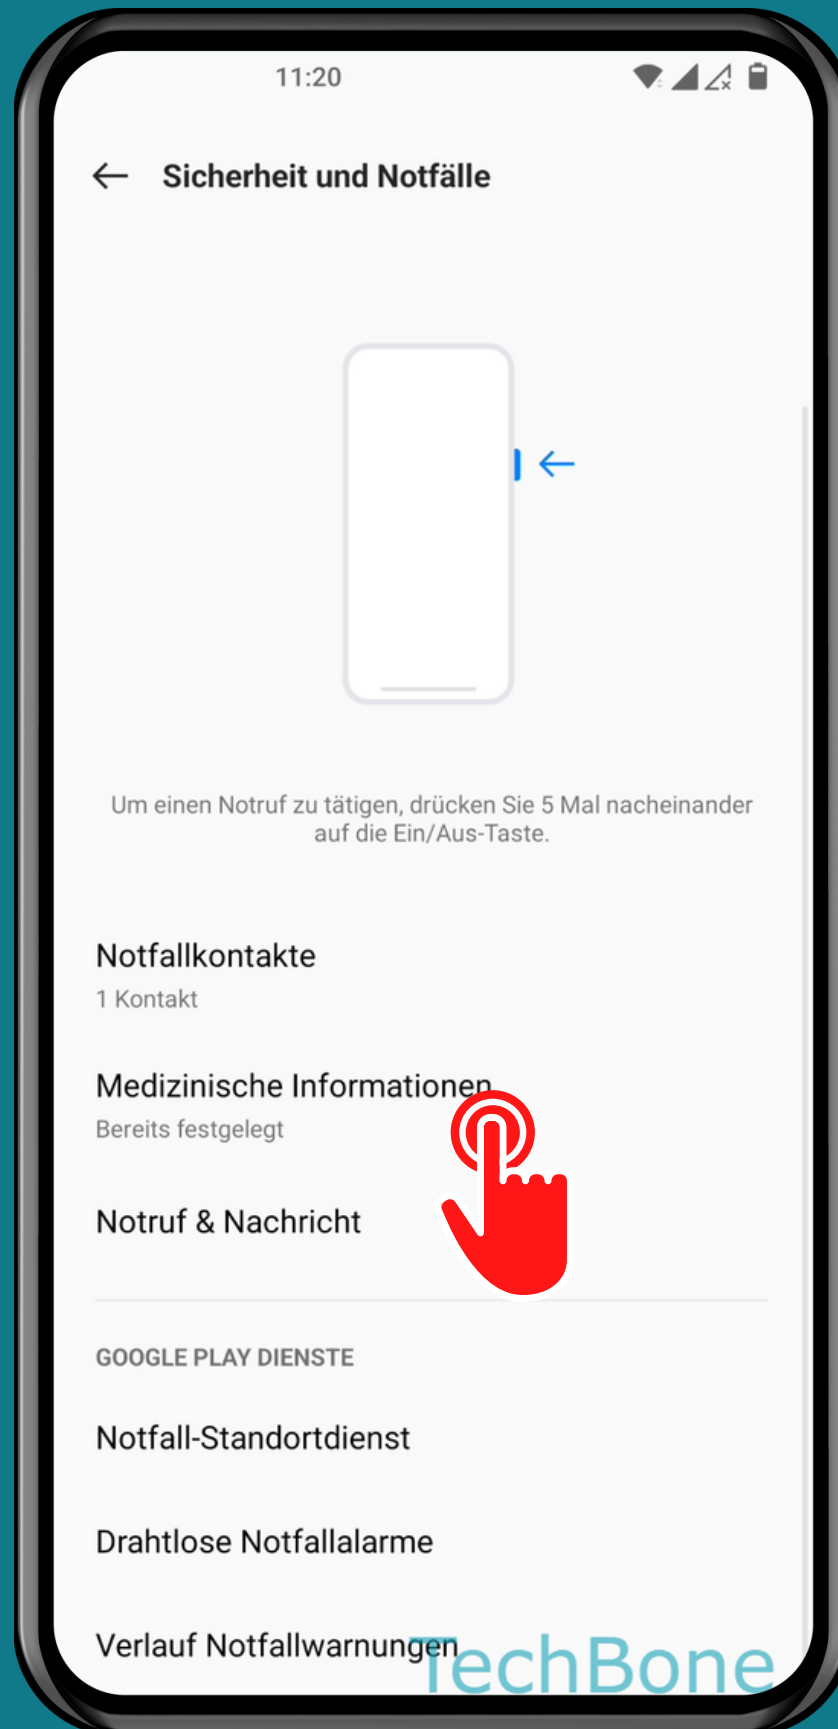 11:20
Sicherheit und Notfälle
Um einen Notruf zu tätigen, drücken Sie 5 Mal nacheinander
auf die Ein/Aus-Taste.
Notfallkontakte
1 Kontakt
Medizinische Informationen
Bereits festgelegt
Notruf & Nachricht
GOOGLE PLAY DIENSTE
Notfall-Standortdienst
Drahtlose Notfallalarme
Verlauf Notfallwarnungen
TechBone